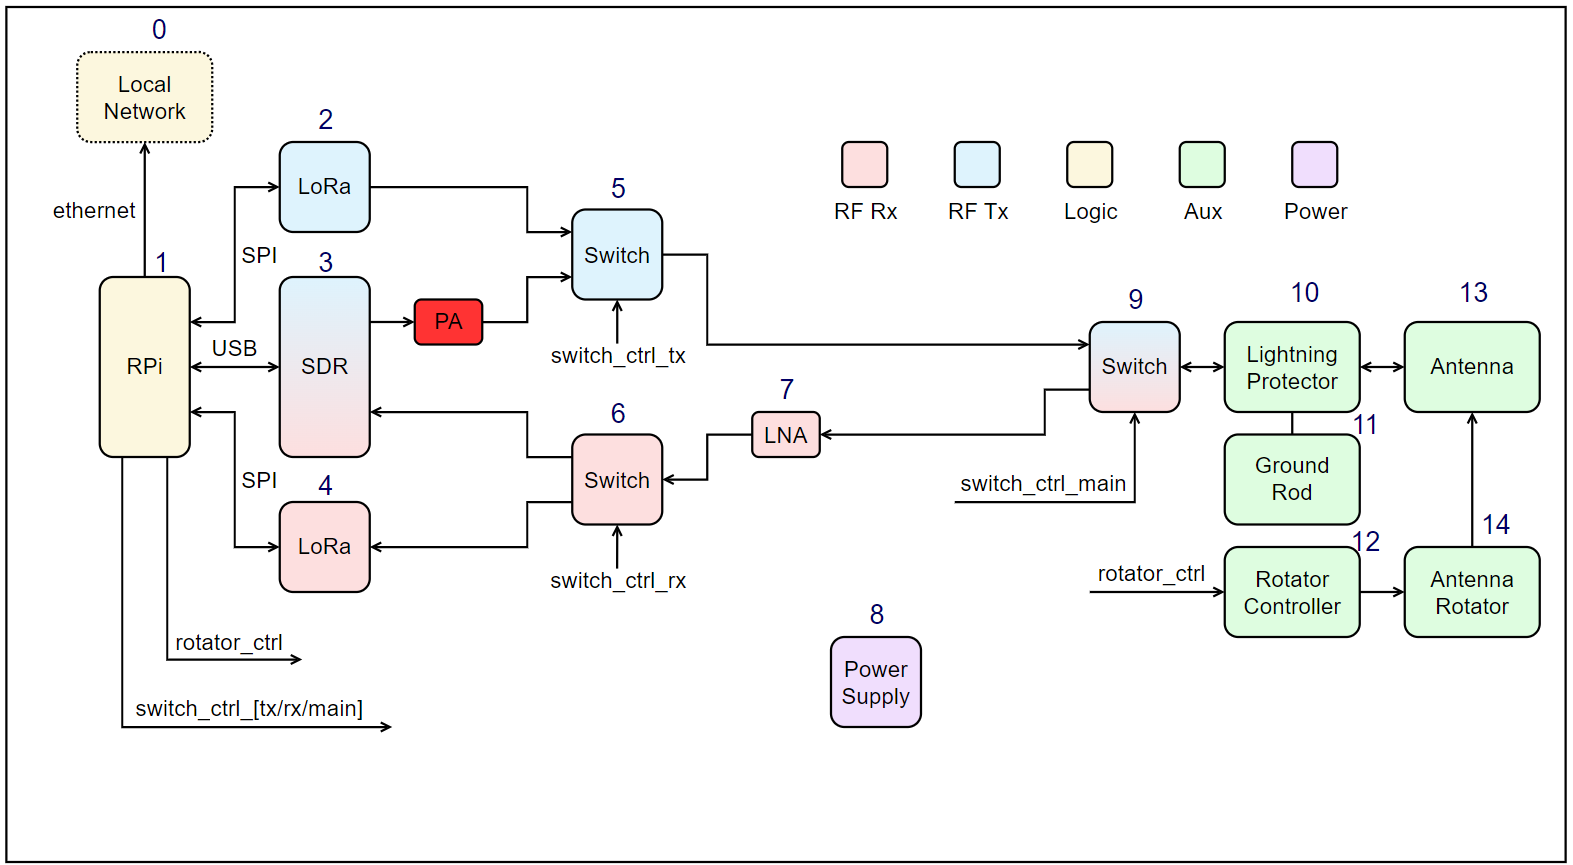 0
Local
Network
2
LoRa
5
Switch
RF Rx
RF Tx
Logic
Aux
Power
ethernet
SPI
1
RPi
USB
3
SDR
PA
switch_ctrl_tx
9
Switch
10
Lightning
Protector
13
Antenna
7
LNA
6
Switch
11
Ground
Rod
SPI
4
LoRa
switch_ctrl_main
switch_ctrl_rx
12
Rotator
Controller
rotator_ctrl
14
Antenna
Rotator
8
Power
Supply
rotator_ctrl
switch_ctrl_[tx/rx/main]